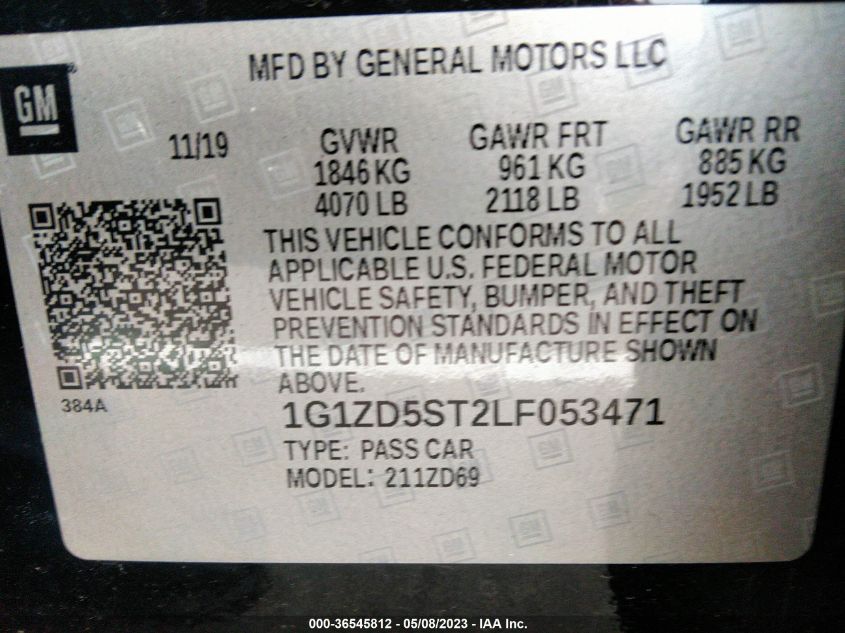 MFD BY GENERAL MOTORS LLC
GM
11/19 GVWR GAWR FRT GAWR RR
1846 KG 961 KG 885 KG
4070 LB 2118 LB 1952 LB
THIS VEHICLE CONFORMS TO ALL
APPLICABLE U.S. FEDERAL MOTOR
VEHICLE SAFETY, BUMPER, AND THEFT
PREVENTION STANDARDS IN EFFECT ON
THE DATE OF MANUFACTURE SHOWN
ABOVE.
384A
1G1ZD5ST2LF053471
TYPE: PASS CAR
MODEL: 211ZD69
000-36545812 - 05/08/2023 - IAA Inc.